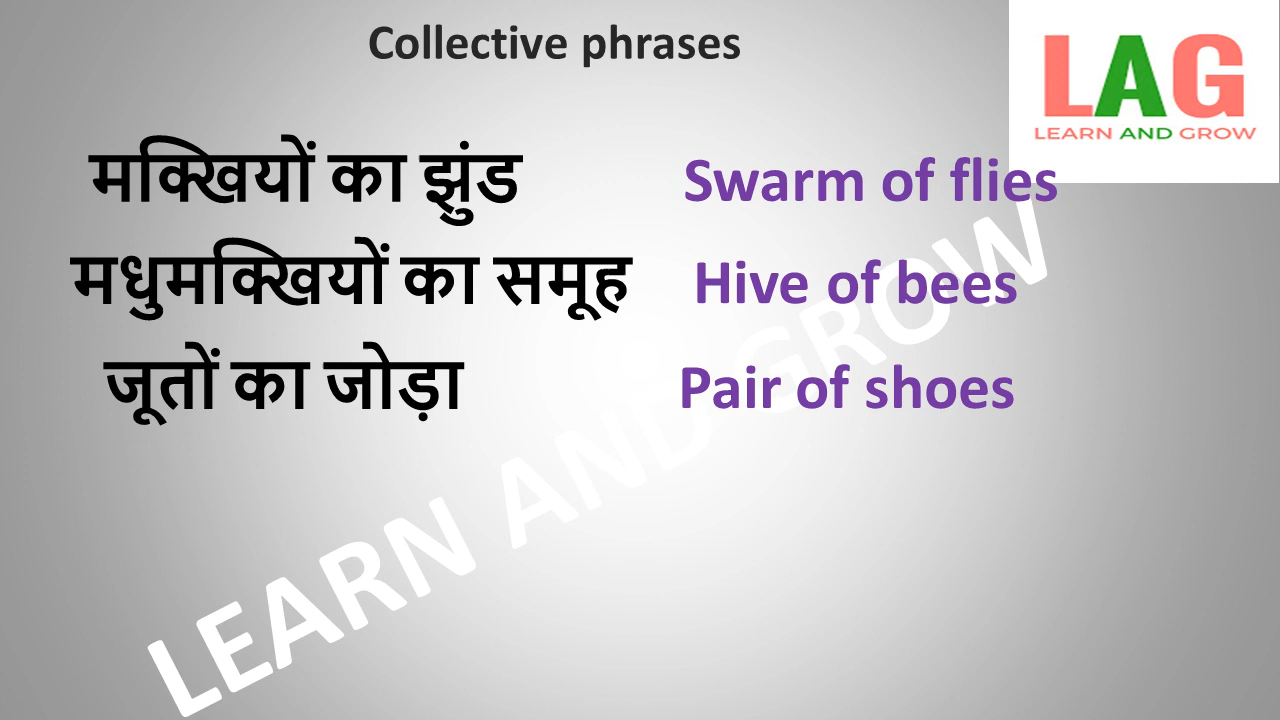 Collective phrases
LAG
LEARN AND GROW
मक्खियों का झुंड Swarm of flies
मधुमक्खियों का समूह Hive of bees
जूतों का जोड़ा Pair of shoes
LEARN AND GROW